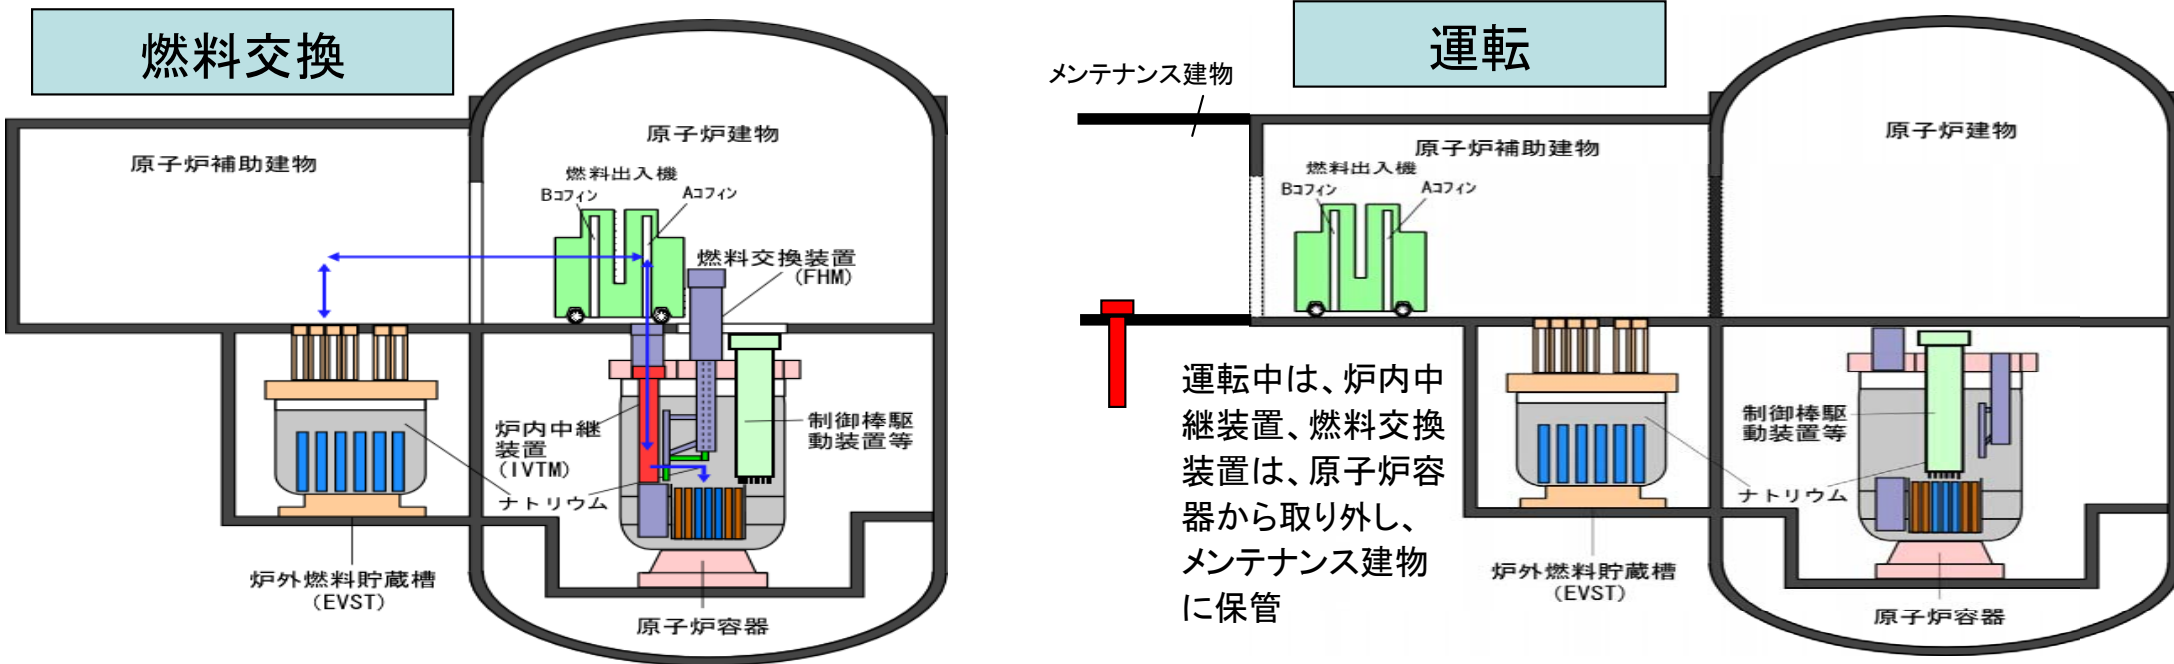 燃料交換
原子炉建物
原子炉補助建物
燃料出入機
Bコフィン
Aコフィン
燃料交換装置
(FHM)
炉内中継
装置
(IVTM)
制御棒駆
動装置等
ナトリウム
炉外燃料貯蔵槽
(EVST)
原子炉容器
運転
メンテナンス建物
原子炉建物
原子炉補助建物
燃料出入機
Bコフィン
Aコフィン
運転中は、炉内中
継装置、燃料交換
装置は、原子炉容
器から取り外し、
メンテナンス建物
に保管
制御棒駆
動装置等
ナトリウム
炉外燃料貯蔵槽
(EVST)
原子炉容器